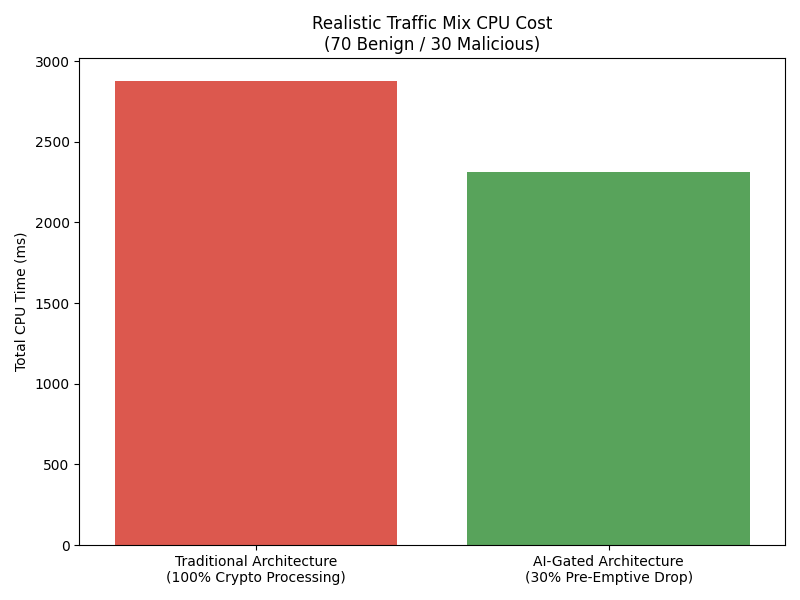 Realistic Traffic Mix CPU Cost
(70 Benign / 30 Malicious)
Total CPU Time (ms)
3000
2500
2000
1500
1000
500
0
Traditional Architecture
(100% Crypto Processing)
AI-Gated Architecture
(30% Pre-Emptive Drop)